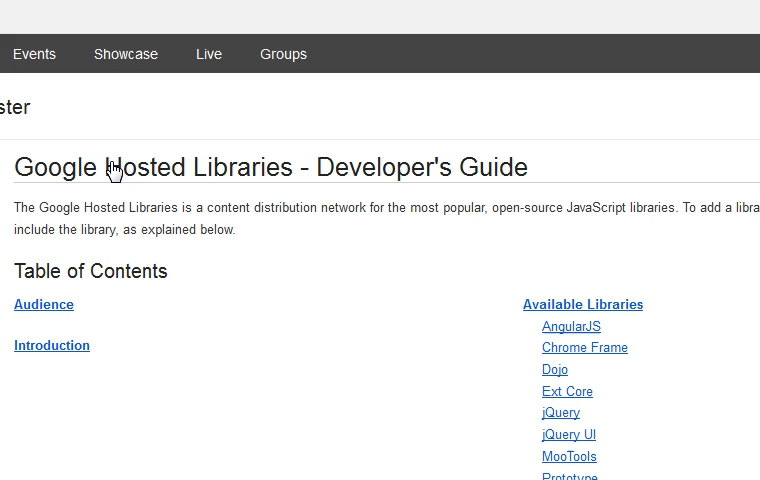 Events Showcase Live Groups
ster
Google Hosted Libraries - Developer's Guide
The Google Hosted Libraries is a content distribution network for the most popular, open-source JavaScript libraries. To add a libra
include the library, as explained below.
Table of Contents
Audience
Introduction
Available Libraries
AngularJS
Chrome Frame
Dojo
Ext Core
jQuery
jQuery UI
MooTools
Prototype